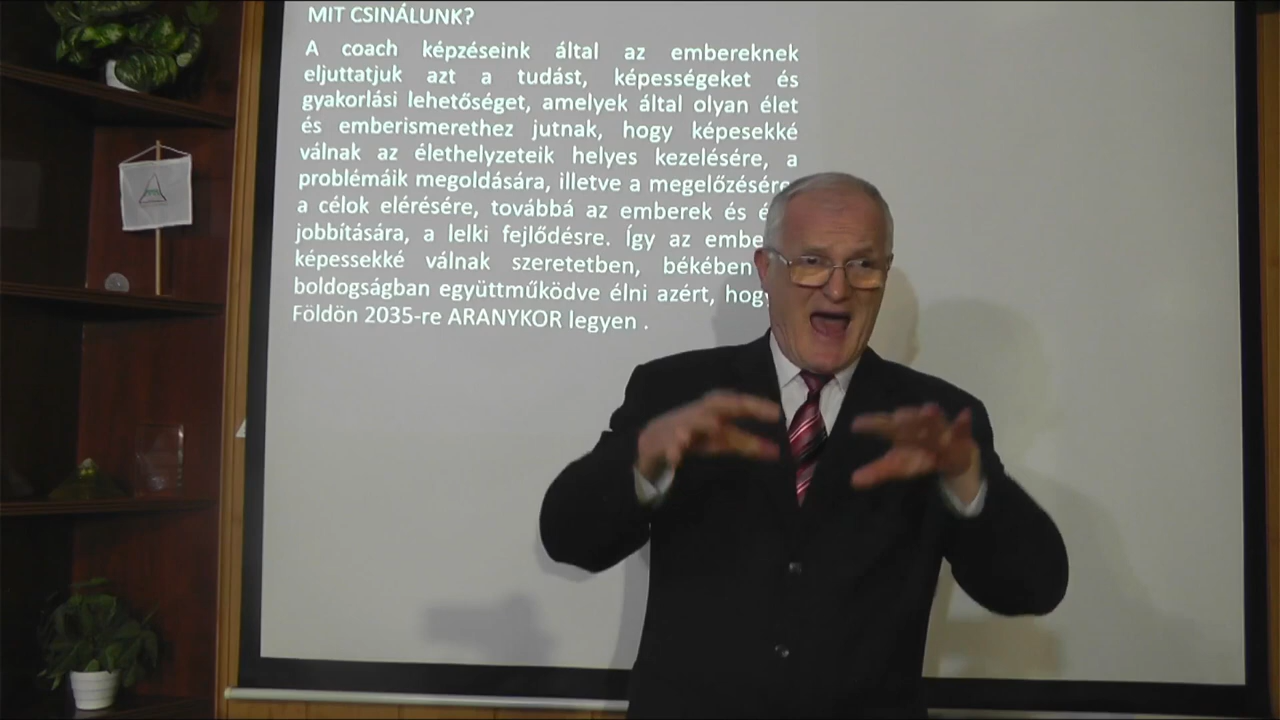 MIT CSINÁLUNK?
A coach képzéseink által az embereknek
eljuttatjuk azt a tudást, képességeket és
gyakorlási lehetőséget, amelyek által olyan élet
és emberismerethez jutnak, hogy képesekké
válnak az élethelyzeteik helyes kezelésére, a
problémáik megoldására, illetve a megelőzésére
a célok elérésére, továbbá az emberek és
jobbítására, a lelki fejlődésre. Így az
képessekké válnak szeretetben, békében
boldogságban együttműködve élni azért,
Földön 2035-re ARANYKOR legyen .